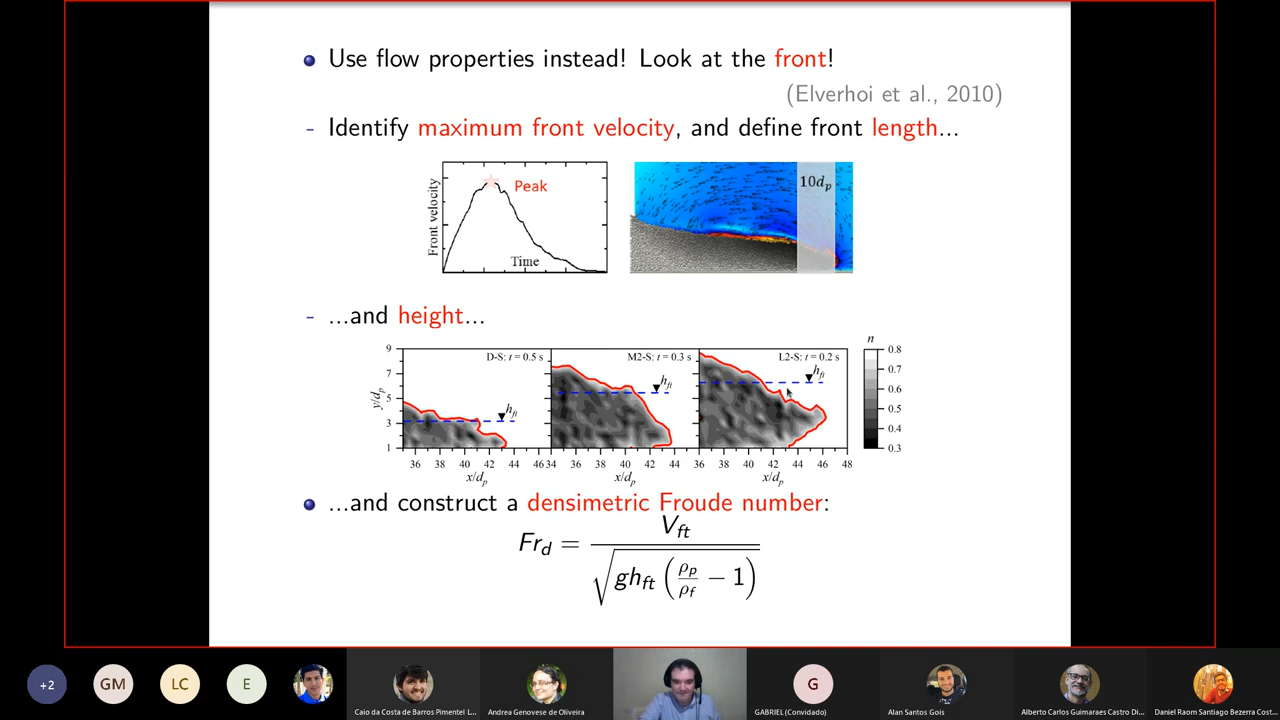 Use flow properties instead! Look at the front!
(Elverhoi et al., 2010)
- Identify maximum front velocity, and define front length...
Front velocity
Peak
Time
10d_p
- ...and height...
y/d_p
9
7
5
3
1
D-S: t = 0.5 s
h_ft
36 38 40 42 44 46
x/d_p
M2-S: t = 0.3 s
h_ft
34 36 38 40 42 44
x/d_p
L2-S: t = 0.2 s
h_ft
36 38 40 42 44 46 48
x/d_p
n
0.8
0.7
0.6
0.5
0.4
0.3
...and construct a densimetric Froude number:
Fr_d = V_ft / √(gh_ft (ρ_p/ρ_f − 1))
+2
GM
LC
E
Caio da Costa de Barros Pimentel L...
Andrea Genovese de Oliveira
G
GABRIEL (Convidado)
Alan Santos Gois
Alberto Carlos Guimaraes Castro Di...
Daniel Raom Santiago Bezerra Cost...